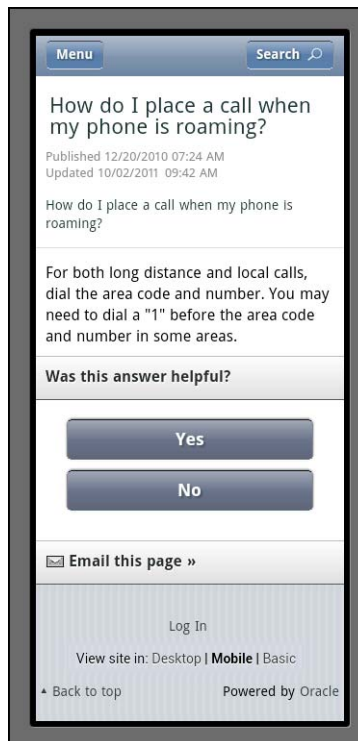 Menu Search
How do I place a call when
my phone is roaming?
Published 12/20/2010 07:24 AM
Updated 10/02/2011 09:42 AM
How do I place a call when my phone is
roaming?
For both long distance and local calls,
dial the area code and number. You may
need to dial a "1" before the area code
and number in some areas.
Was this answer helpful?
Yes
No
Email this page »
Log In
View site in: Desktop | Mobile | Basic
Back to top Powered by Oracle